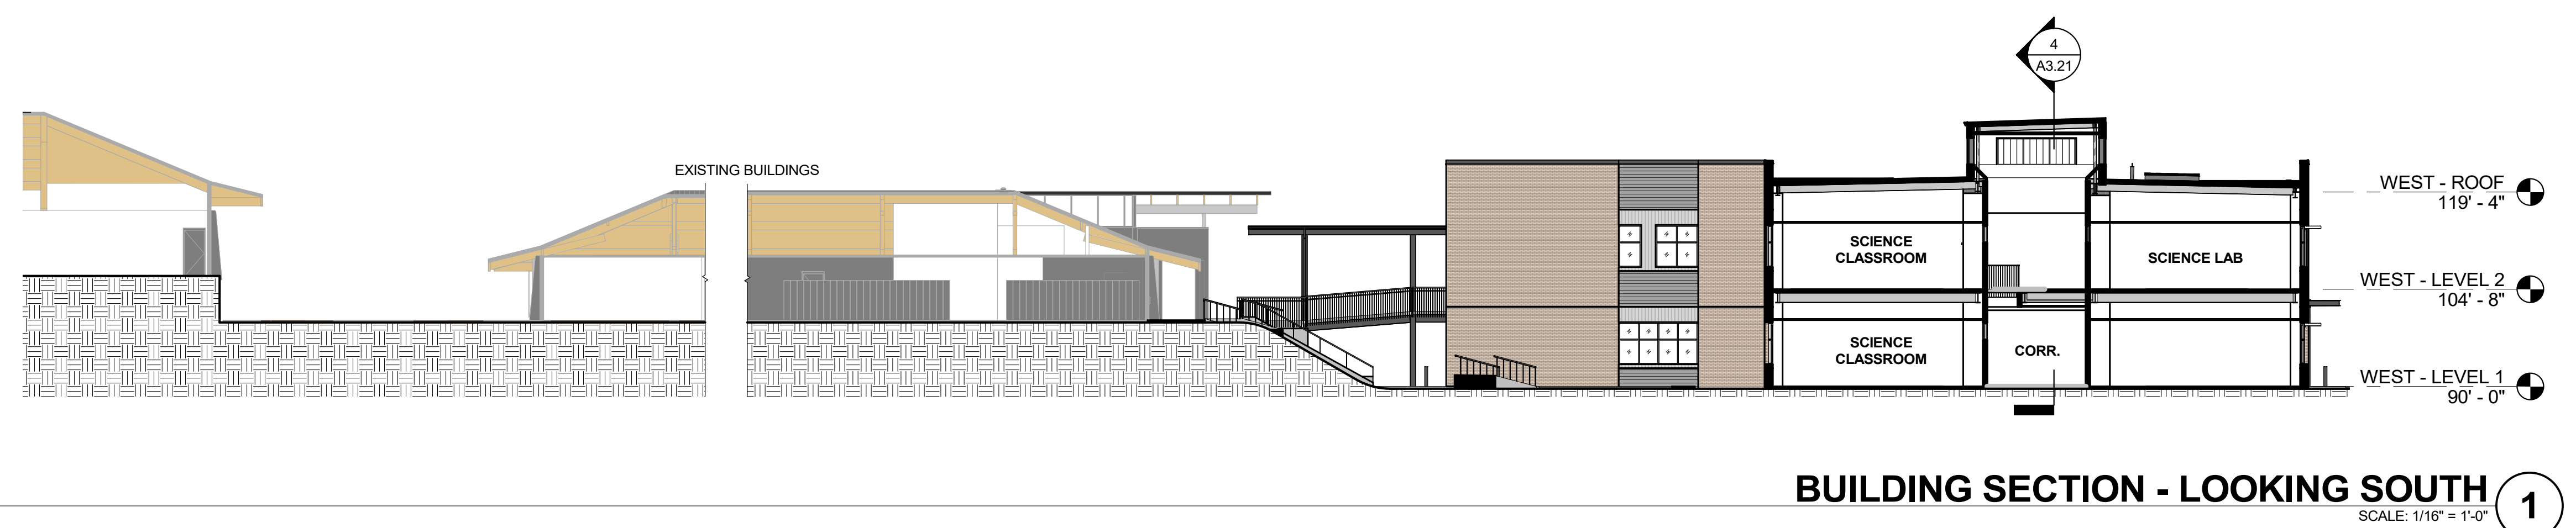 4
A3.21
EXISTING BUILDINGS
WEST - ROOF
119' - 4"
SCIENCE
CLASSROOM
SCIENCE LAB
WEST - LEVEL 2
104' - 8"
SCIENCE
CLASSROOM
CORR.
WEST - LEVEL 1
90' - 0"
BUILDING SECTION - LOOKING SOUTH
1
SCALE: 1/16" = 1'-0"